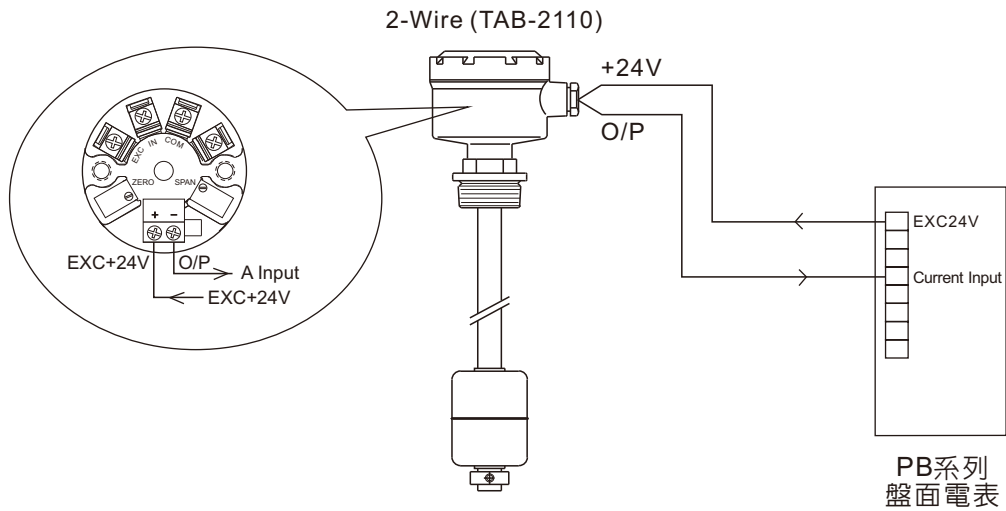 2-Wire (TAB-2110)
+24V
O/P
EXC IN COM
ZERO SPAN
+ −
EXC+24V O/P
A Input
EXC+24V
EXC24V
Current Input
PB系列
盤面電表